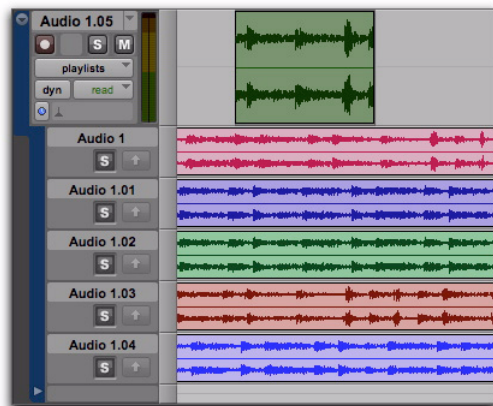 Audio 1.05
S M
playlists
dyn read
Audio 1
S
Audio 1.01
S
Audio 1.02
S
Audio 1.03
S
Audio 1.04
S